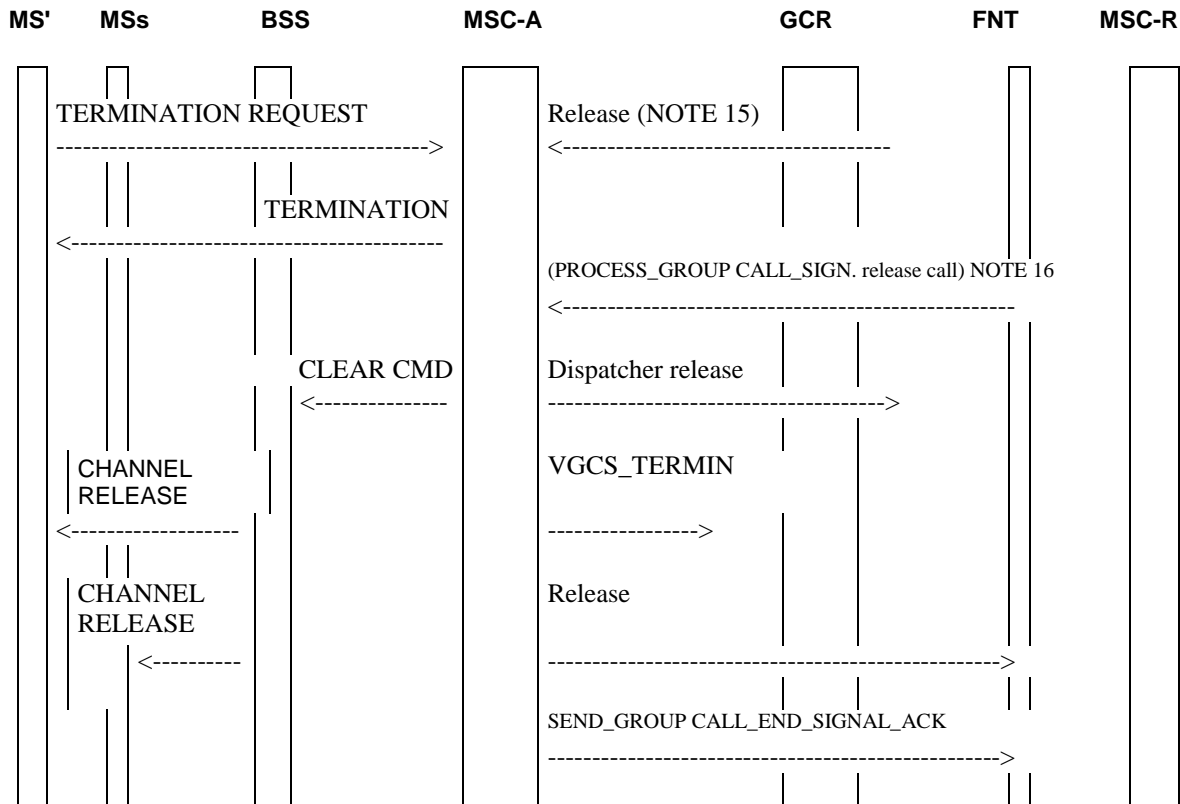 MS' MSs BSS MSC-A GCR FNT MSC-R
TERMINATION REQUEST Release (NOTE 15)
TERMINATION
(PROCESS_GROUP CALL_SIGN. release call) NOTE 16
CLEAR CMD Dispatcher release
CHANNEL RELEASE VGCS_TERMIN
CHANNEL RELEASE Release
SEND_GROUP CALL_END_SIGNAL_ACK